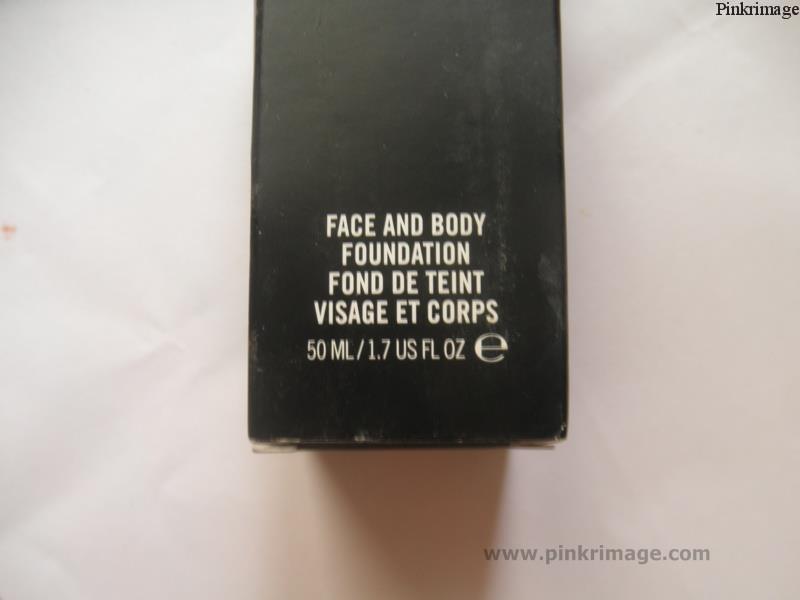 Pinkrimage
FACE AND BODY
FOUNDATION
FOND DE TEINT
VISAGE ET CORPS
50 ML/1.7 US FL OZ ℮
www.pinkrimage.com